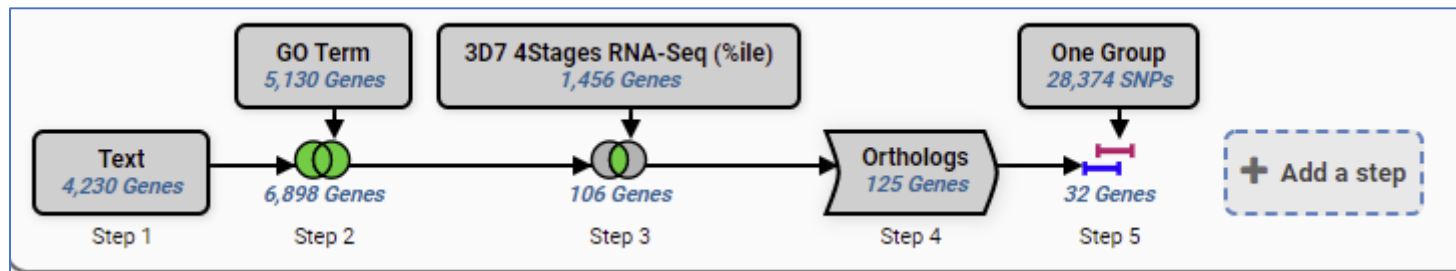 GO Term
5,130 Genes
3D7 4Stages RNA-Seq (%ile)
1,456 Genes
One Group
28,374 SNPs
Text
4,230 Genes
6,898 Genes
106 Genes
Orthologs
125 Genes
32 Genes
+ Add a step
Step 1
Step 2
Step 3
Step 4
Step 5